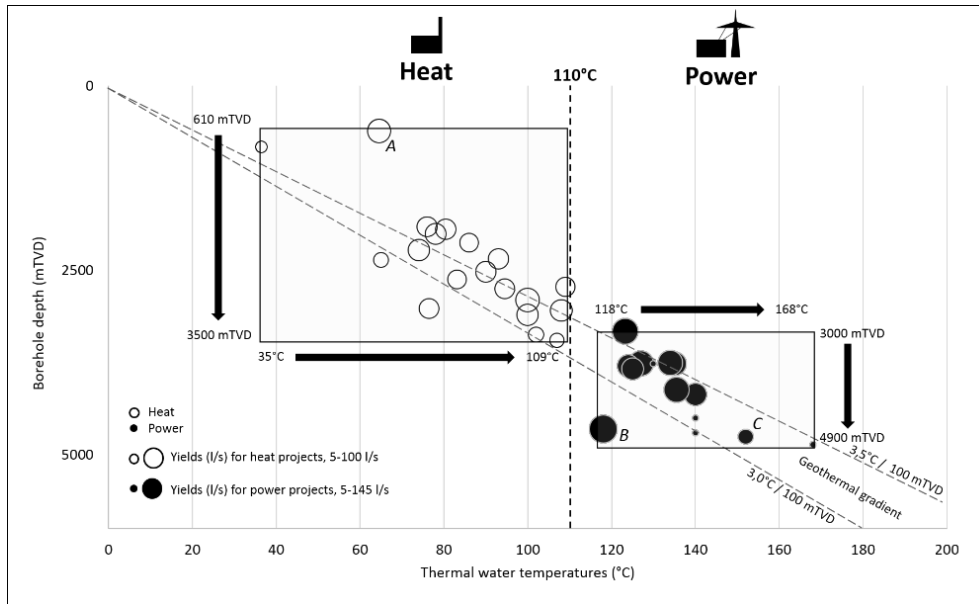 Heat
110°C
Power
0
610 mTVD
A
2500
118°C
168°C
3500 mTVD
3000 mTVD
35°C
109°C
Heat
Power
B
C
4900 mTVD
5000
Yields (l/s) for heat projects, 5-100 l/s
Yields (l/s) for power projects, 5-145 l/s
3,5°C / 100 mTVD
Geothermal gradient
3,0°C / 100 mTVD
Borehole depth (mTVD)
0 20 40 60 80 100 120 140 160 180 200
Thermal water temperatures (°C)